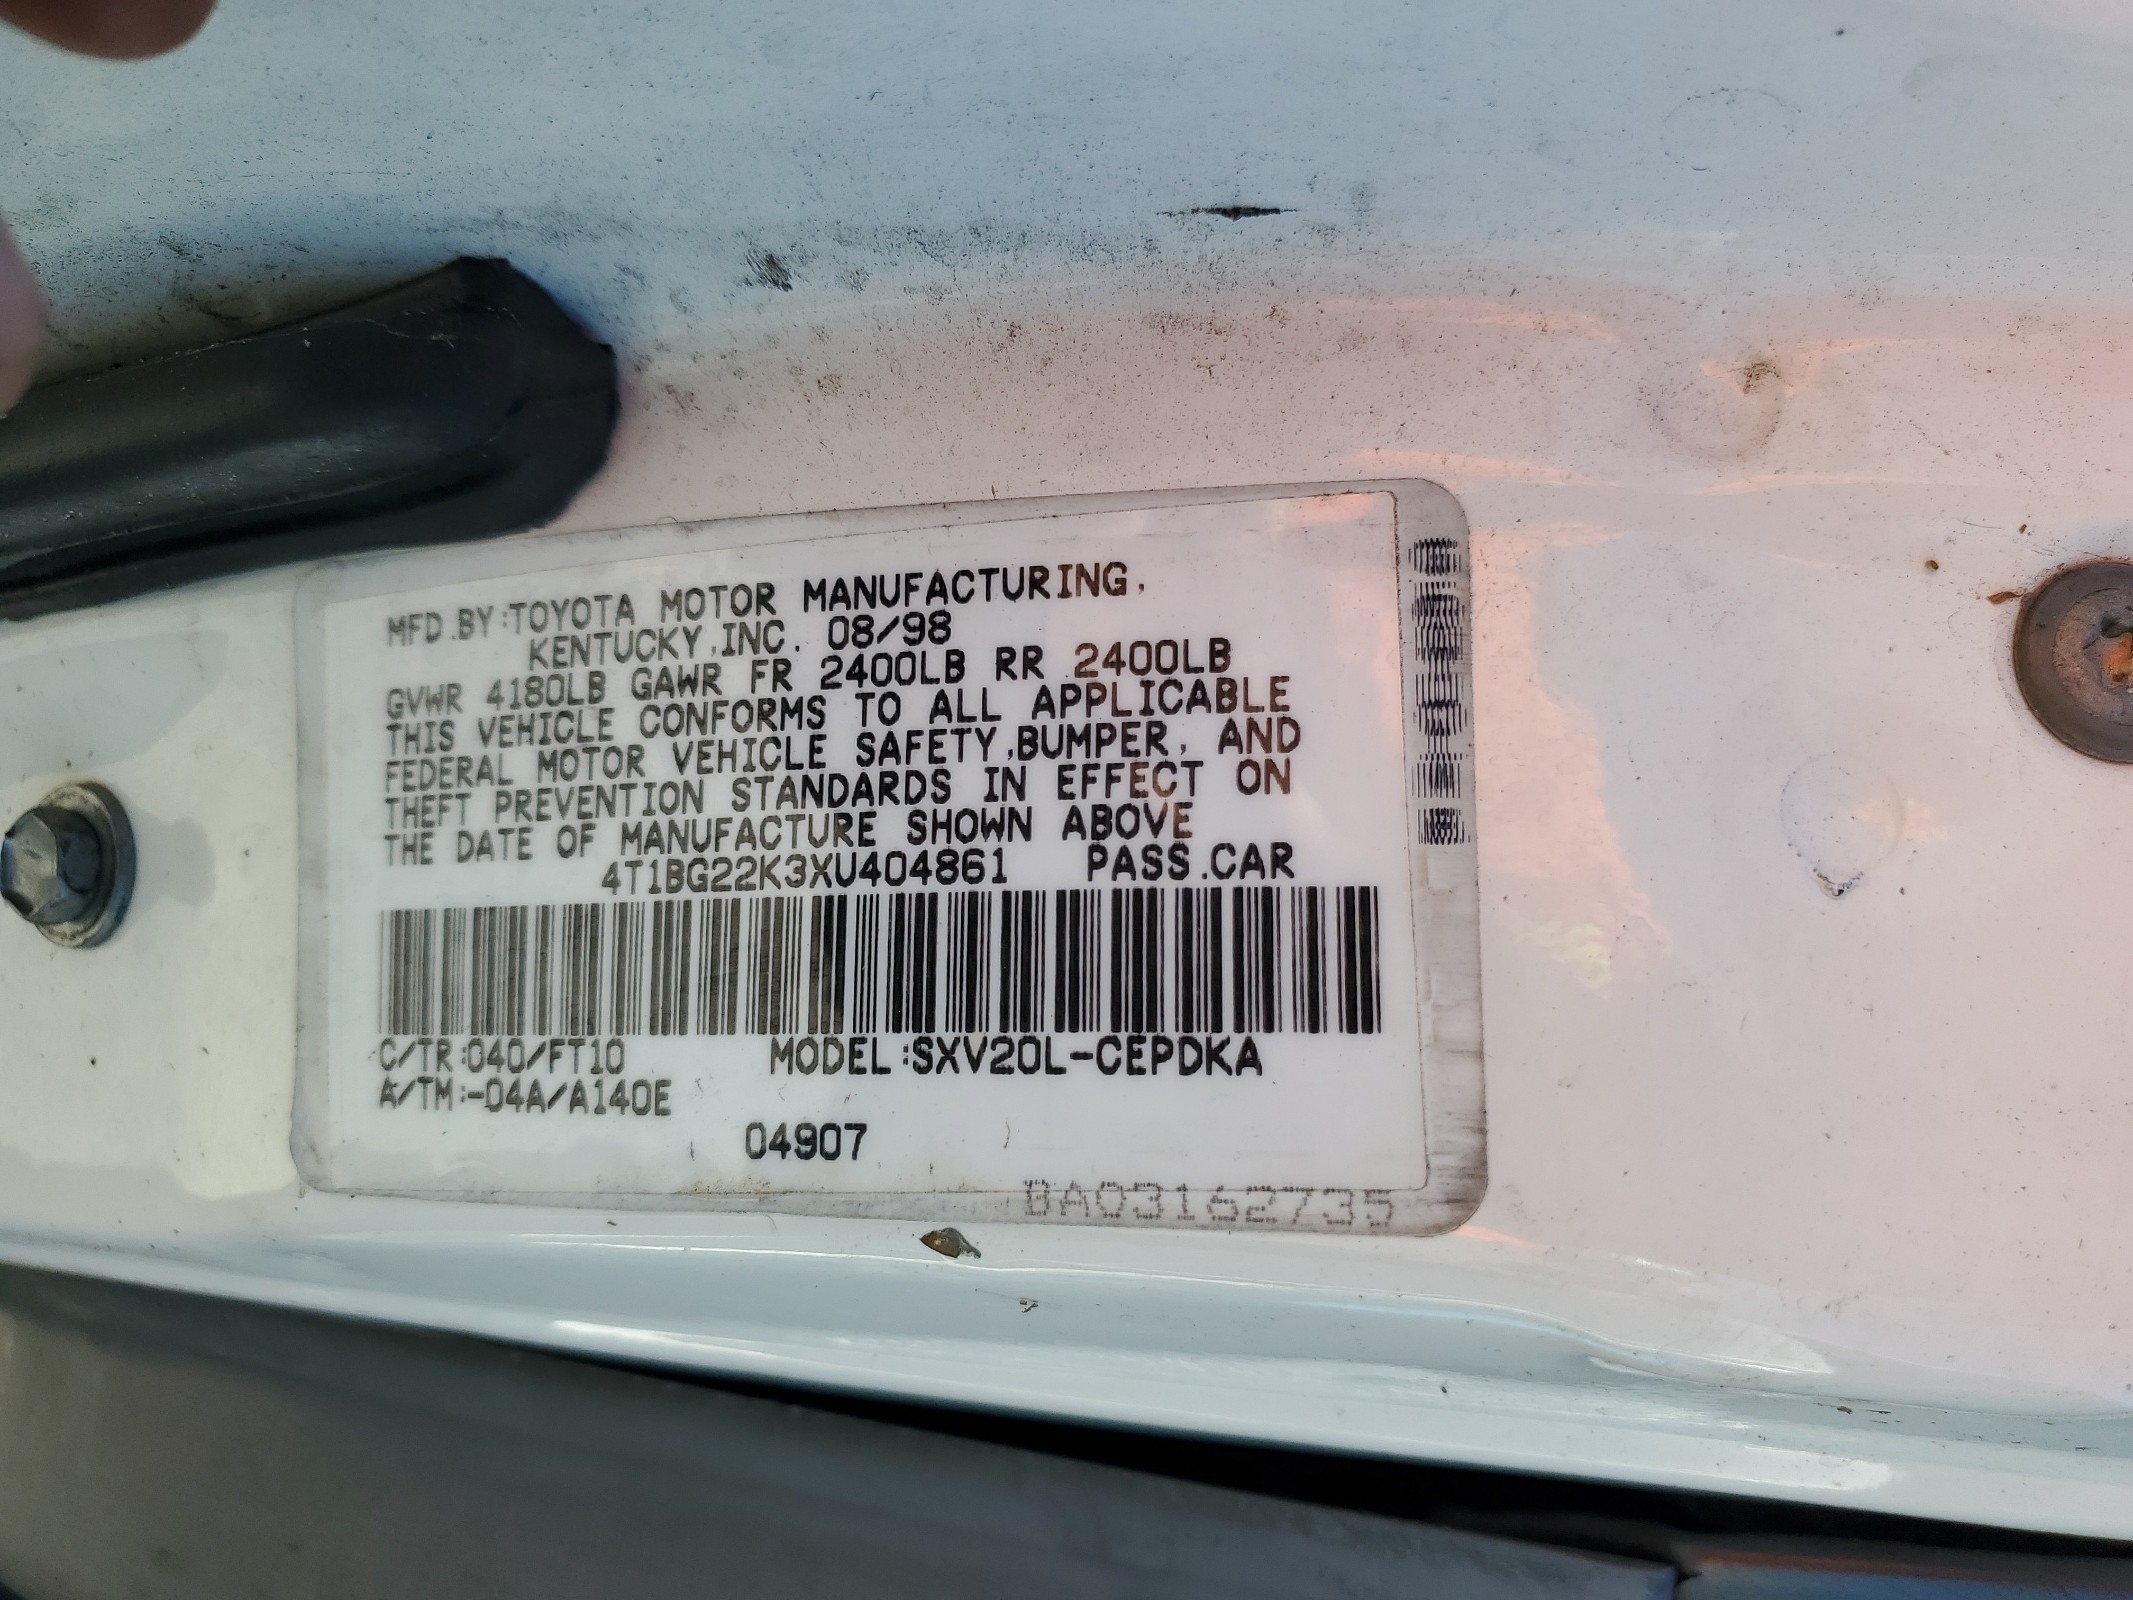 MFD.BY:TOYOTA MOTOR MANUFACTURING,
KENTUCKY,INC. 08/98
GVWR 4180LB GAWR FR 2400LB RR 2400LB
THIS VEHICLE CONFORMS TO ALL APPLICABLE
FEDERAL MOTOR VEHICLE SAFETY,BUMPER, AND
THEFT PREVENTION STANDARDS IN EFFECT ON
THE DATE OF MANUFACTURE SHOWN ABOVE
4T1BG22K3XU404861 PASS.CAR
C/TR:040/FT10 MODEL:SXV20L-CEPDKA
A/TM:-04A/A140E
04907
BA03162735